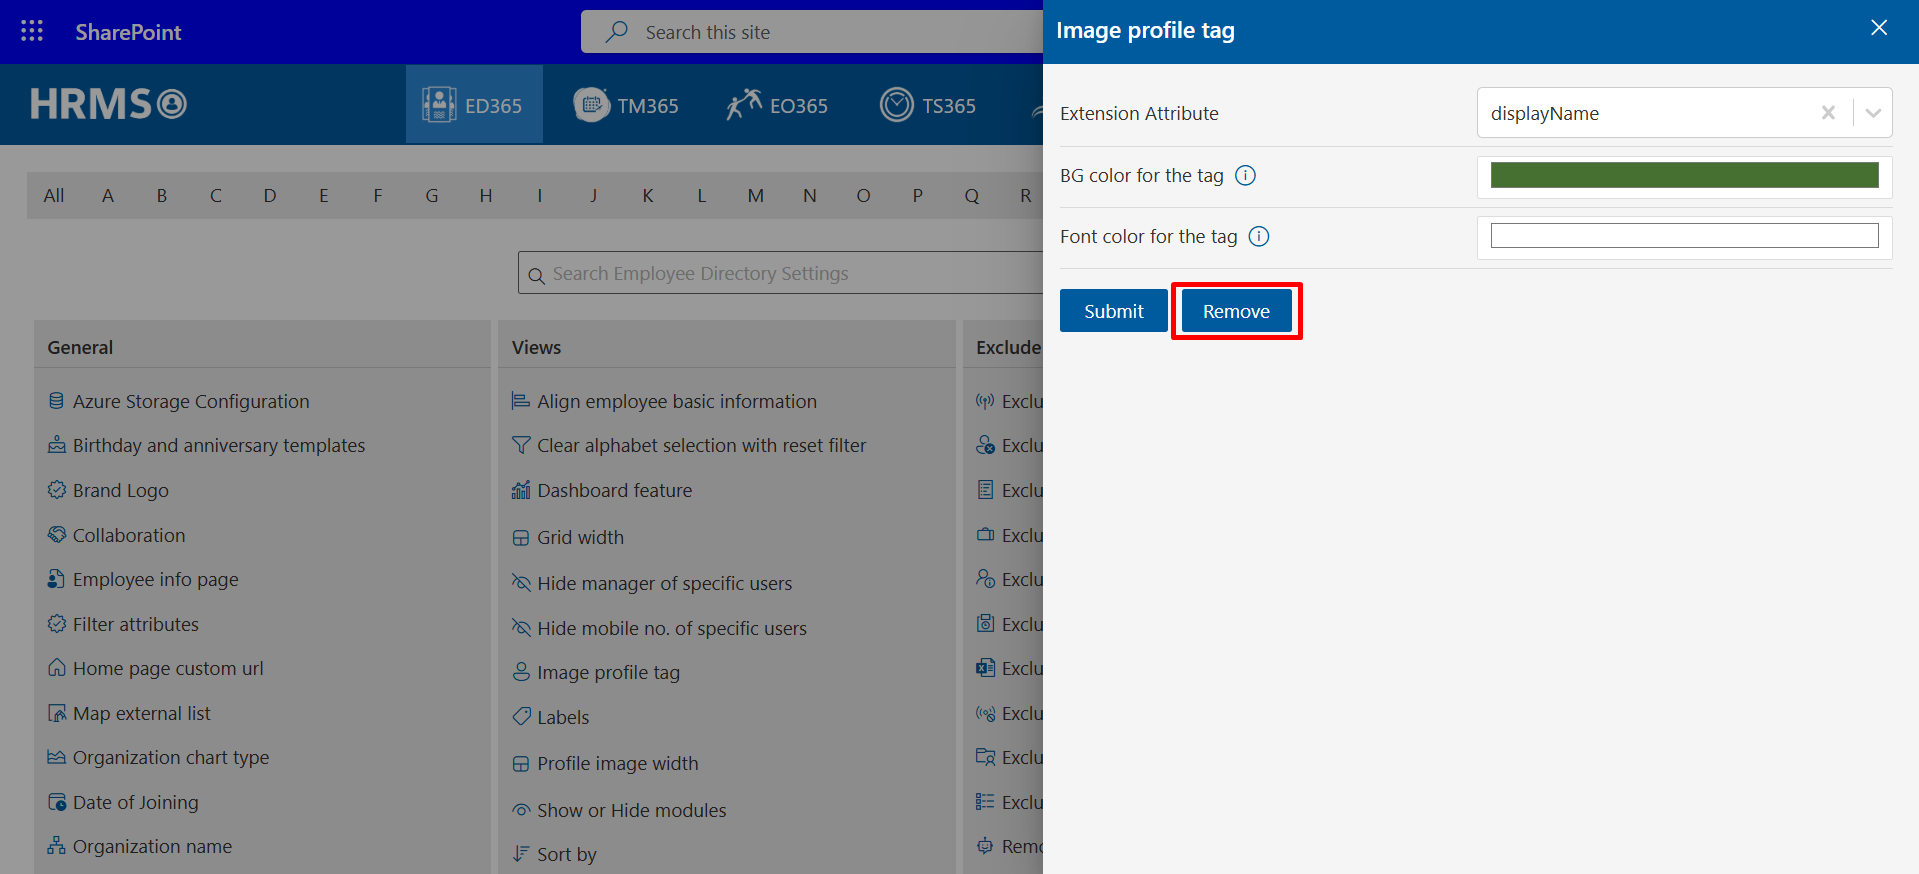 SharePoint
Search this site
HRMS
ED365
TM365
EO365
TS365
All A B C D E F G H I J K L M N O P Q R
Search Employee Directory Settings
General
Azure Storage Configuration
Birthday and anniversary templates
Brand Logo
Collaboration
Employee info page
Filter attributes
Home page custom url
Map external list
Organization chart type
Date of Joining
Organization name
Views
Align employee basic information
Clear alphabet selection with reset filter
Dashboard feature
Grid width
Hide manager of specific users
Hide mobile no. of specific users
Image profile tag
Labels
Profile image width
Show or Hide modules
Sort by
Exclude
Exclu
Exclu
Exclu
Exclu
Exclu
Exclu
Exclu
Exclu
Exclu
Exclu
Remo
Image profile tag
Extension Attribute
displayName
BG color for the tag
Font color for the tag
Submit
Remove